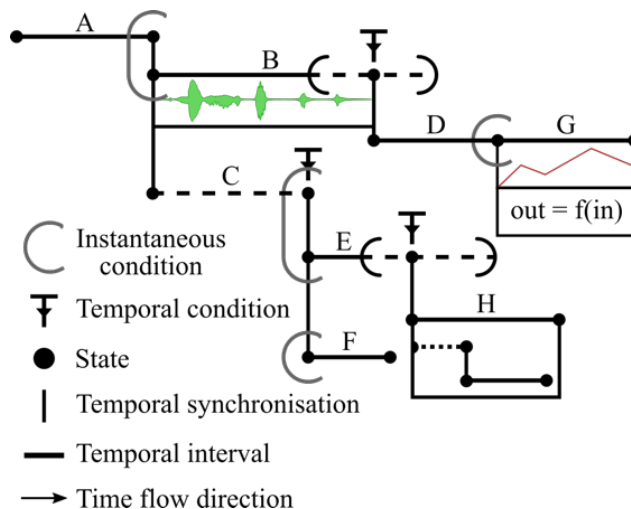 A
B
D
G
C
out = f(in)
E
Instantaneous
condition
H
Temporal condition
F
State
Temporal synchronisation
Temporal interval
Time flow direction